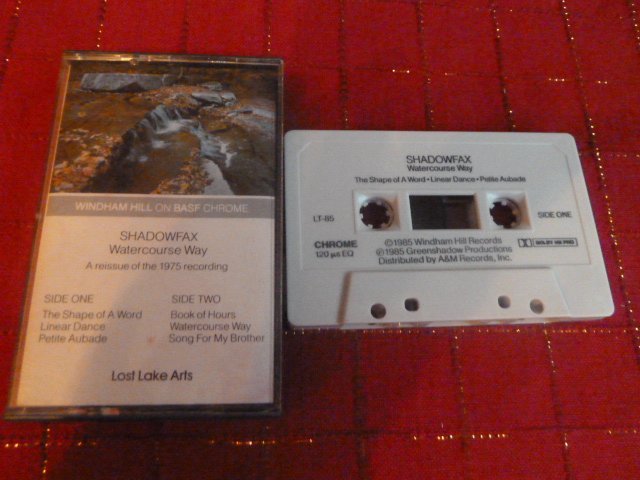 WINDHAM HILL ON BASF CHROME
SHADOWFAX
Watercourse Way
A reissue of the 1975 recording
SIDE ONE
The Shape of A Word
Linear Dance
Petite Aubade
SIDE TWO
Book of Hours
Watercourse Way
Song For My Brother
Lost Lake Arts
SHADOWFAX
Watercourse Way
The Shape of A Word • Linear Dance • Petite Aubade
LT-85
SIDE ONE
CHROME
120 µs EQ
©1985 Windham Hill Records
℗1985 Greenshadow Productions
Distributed by A&M Records, Inc.
DOLBY HX PRO